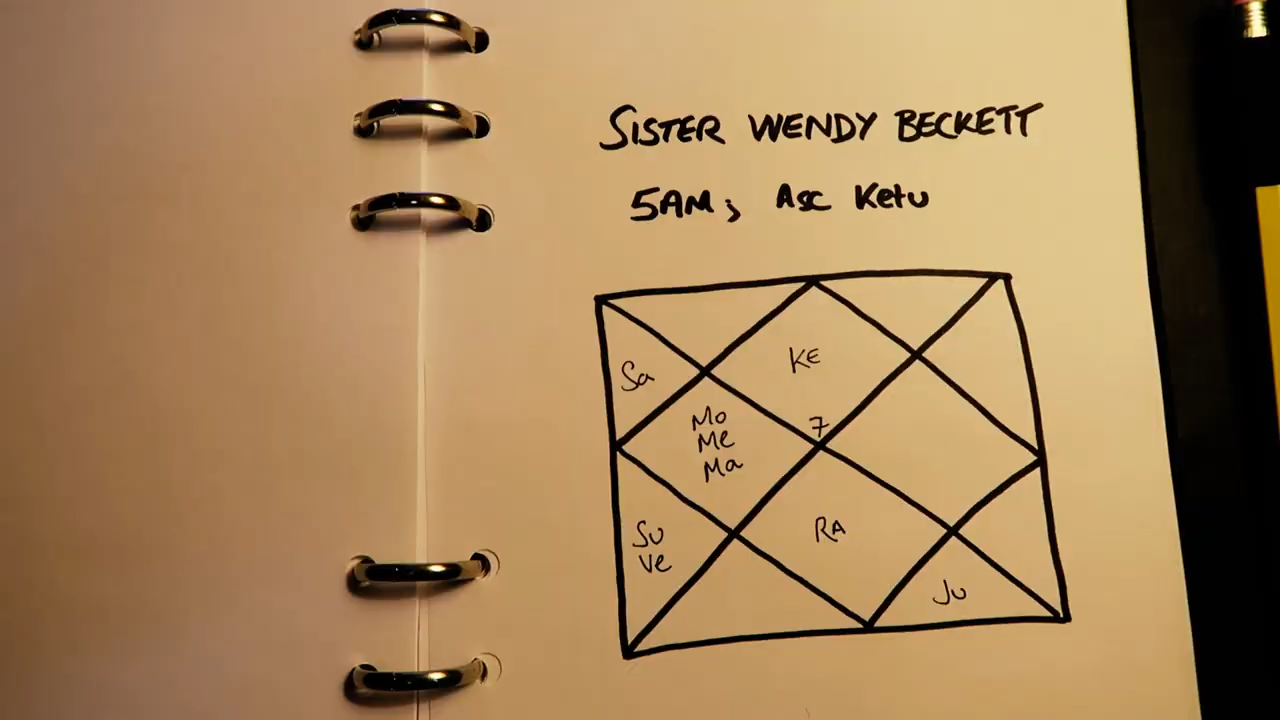 SISTER WENDY BECKETT
5AM; Asc Ketu
KE
Sa
Mo
Me
Ma
7
Su
Ve
RA
Ju